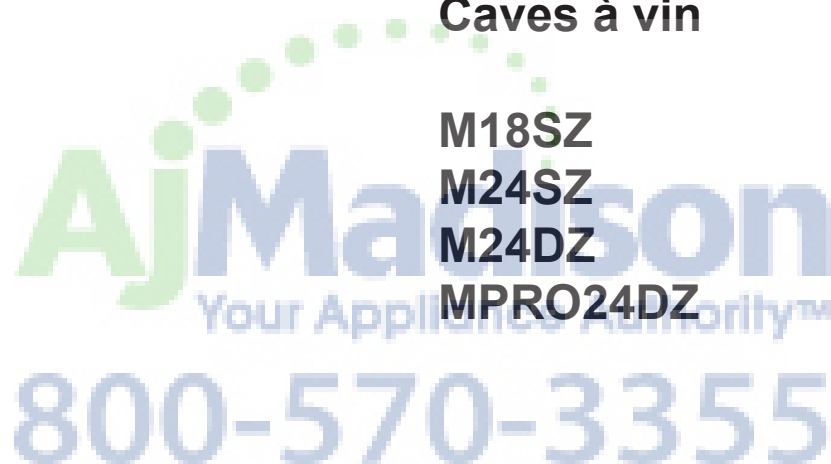 Caves à vin
M18SZ
M24SZ
M24DZ
MPRO24DZ
AjMadison
Your Appliance Authority™
800-570-3355